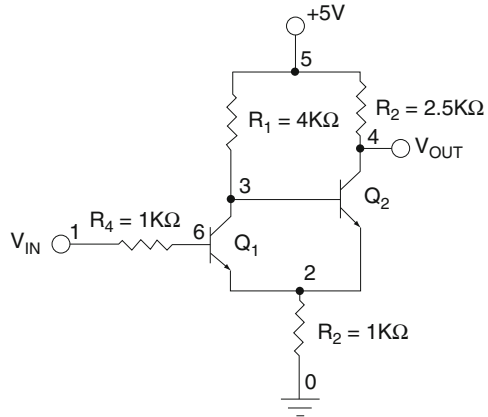 +5V
5
R1 = 4KΩ
R2 = 2.5KΩ
4
VOUT
3
Q2
R4 = 1KΩ
1
6
VIN
Q1
2
R2 = 1KΩ
0